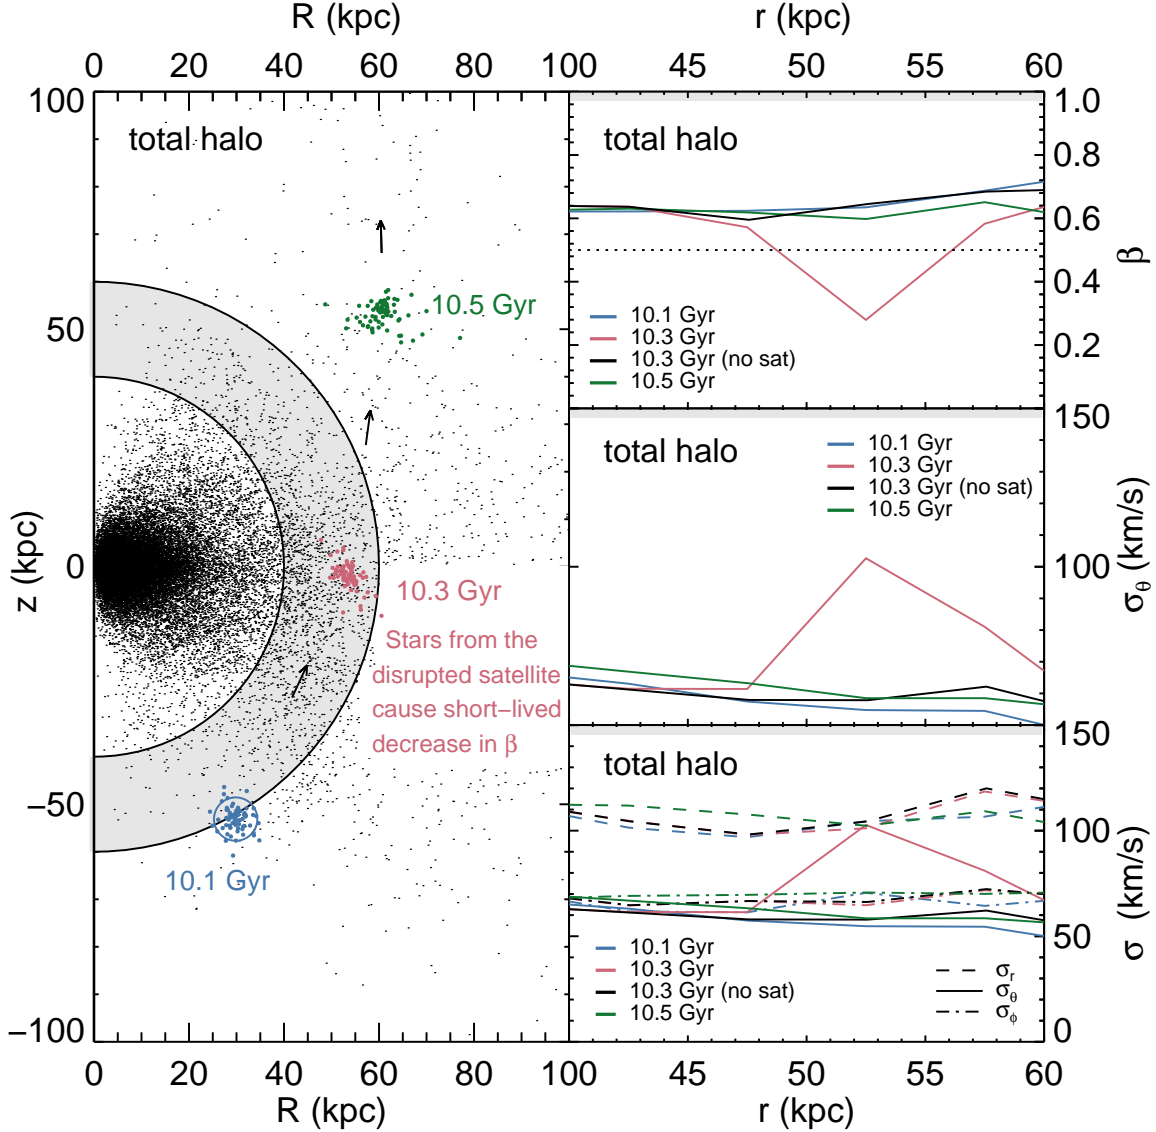 R (kpc)
r (kpc)
0 20 40 60 80 100 45 50 55 60
100
50
0
−50
−100
z (kpc)
total halo
10.5 Gyr
10.3 Gyr
Stars from the
disrupted satellite
cause short−lived
decrease in β
10.1 Gyr
total halo
1.0
0.8
0.6
0.4
0.2
β
10.1 Gyr
10.3 Gyr
10.3 Gyr (no sat)
10.5 Gyr
total halo
150
100
σθ (km/s)
10.1 Gyr
10.3 Gyr
10.3 Gyr (no sat)
10.5 Gyr
total halo
150
100
50
0
σ (km/s)
10.1 Gyr
10.3 Gyr
10.3 Gyr (no sat)
10.5 Gyr
σr
σθ
σϕ
0 20 40 60 80 100 45 50 55 60
R (kpc)
r (kpc)